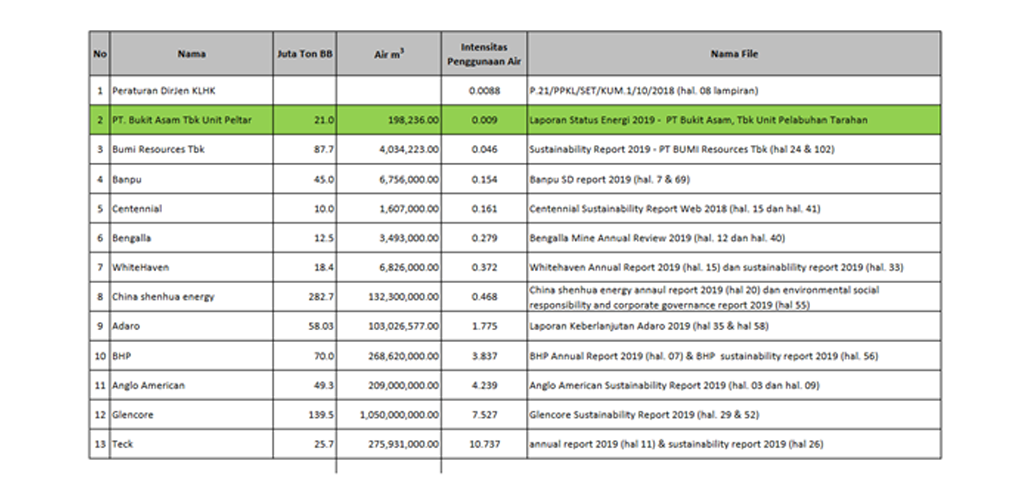 No Nama Juta Ton BB Air m³ Intensitas Penggunaan Air Nama File
1 Peraturan DirJen KLHK 0.0088 P.21/PPKL/SET/KUM.1/10/2018 (hal. 08 lampiran)
2 PT. Bukit Asam Tbk Unit Peltar 21.0 198,236.00 0.009 Laporan Status Energi 2019 - PT Bukit Asam, Tbk Unit Pelabuhan Tarahan
3 Bumi Resources Tbk 87.7 4,034,223.00 0.046 Sustainability Report 2019 - PT BUMI Resources Tbk (hal 24 & 102)
4 Banpu 45.0 6,756,000.00 0.154 Banpu SD report 2019 (hal. 7 & 69)
5 Centennial 10.0 1,607,000.00 0.161 Centennial Sustainability Report Web 2018 (hal. 15 dan hal. 41)
6 Bengalla 12.5 3,493,000.00 0.279 Bengalla Mine Annual Review 2019 (hal. 12 dan hal. 40)
7 WhiteHaven 18.4 6,826,000.00 0.372 Whitehaven Annual Report 2019 (hal. 15) dan sustainablility report 2019 (hal. 33)
8 China shenhua energy 282.7 132,300,000.00 0.468 China shenhua energy annaul report 2019 (hal 20) dan environmental social
responsibility and corporate governance report 2019 (hal 55)
9 Adaro 58.03 103,026,577.00 1.775 Laporan Keberlanjutan Adaro 2019 (hal 35 & hal 58)
10 BHP 70.0 268,620,000.00 3.837 BHP Annual Report 2019 (hal. 07) & BHP sustainability report 2019 (hal. 56)
11 Anglo American 49.3 209,000,000.00 4.239 Anglo American Sustainability Report 2019 (hal. 03 dan hal. 09)
12 Glencore 139.5 1,050,000,000.00 7.527 Glencore Sustainability Report 2019 (hal. 29 & 52)
13 Teck 25.7 275,931,000.00 10.737 annual report 2019 (hal 11) & sustainability report 2019 (hal 26)